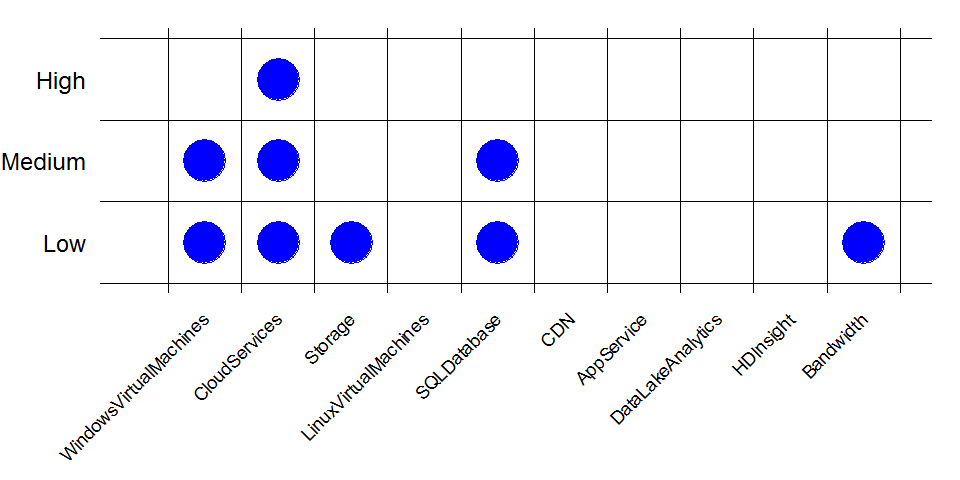 High
Medium
Low
WindowsVirtualMachines
CloudServices
Storage
LinuxVirtualMachines
SQLDatabase
CDN
AppService
DataLakeAnalytics
HDInsight
Bandwidth